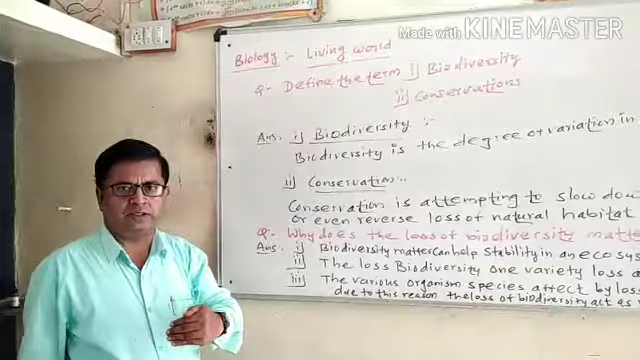 Made with KINEMASTER
Biology :- Living world
Q- Define the term i) Biodiversity
ii) Conservations
Ans. i) Biodiversity :-
Biodiversity is the degree of variation in
ii) Conservation :-
Conservation is attempting to slow dow
or even reverse loss of natural habitat
Q- Why does the loss of biodiversity matte
Ans. i) Biodiversity matter can help stability in an ecosys
ii) The loss Biodiversity one variety loss a
iii) The various organism species affect by loss
due to this reason the loss of biodiversity act as